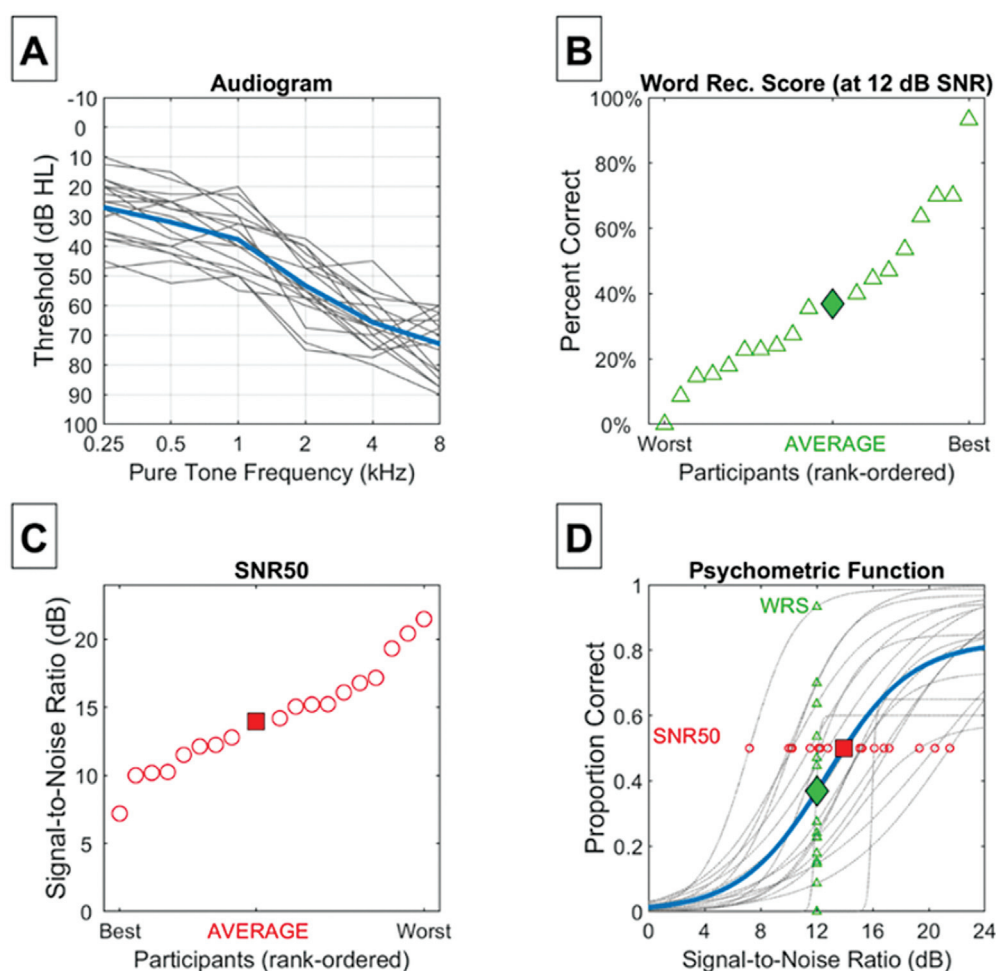 A
Audiogram
-10
0
10
20
30
40
50
60
70
80
90
100
Threshold (dB HL)
0.25 0.5 1 2 4 8
Pure Tone Frequency (kHz)
B
Word Rec. Score (at 12 dB SNR)
100%
80%
60%
40%
20%
0%
Percent Correct
Worst AVERAGE Best
Participants (rank-ordered)
C
SNR50
20
15
10
5
0
Signal-to-Noise Ratio (dB)
Best AVERAGE Worst
Participants (rank-ordered)
D
Psychometric Function
1
0.8
0.6
0.4
0.2
0
Proportion Correct
WRS
SNR50
0 4 8 12 16 20 24
Signal-to-Noise Ratio (dB)